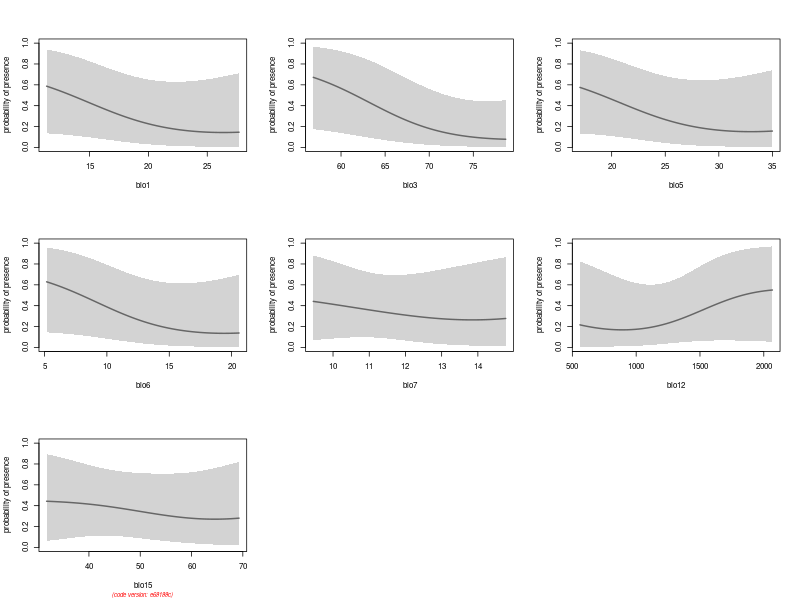 probability of presence
0.0 0.2 0.4 0.6 0.8 1.0
15 20 25
bio1
probability of presence
0.0 0.2 0.4 0.6 0.8 1.0
60 65 70 75
bio3
probability of presence
0.0 0.2 0.4 0.6 0.8 1.0
20 25 30 35
bio5
probability of presence
0.0 0.2 0.4 0.6 0.8 1.0
5 10 15 20
bio6
probability of presence
0.0 0.2 0.4 0.6 0.8 1.0
10 11 12 13 14
bio7
probability of presence
0.0 0.2 0.4 0.6 0.8 1.0
500 1000 1500 2000
bio12
probability of presence
0.0 0.2 0.4 0.6 0.8 1.0
40 50 60 70
bio15
(code version: